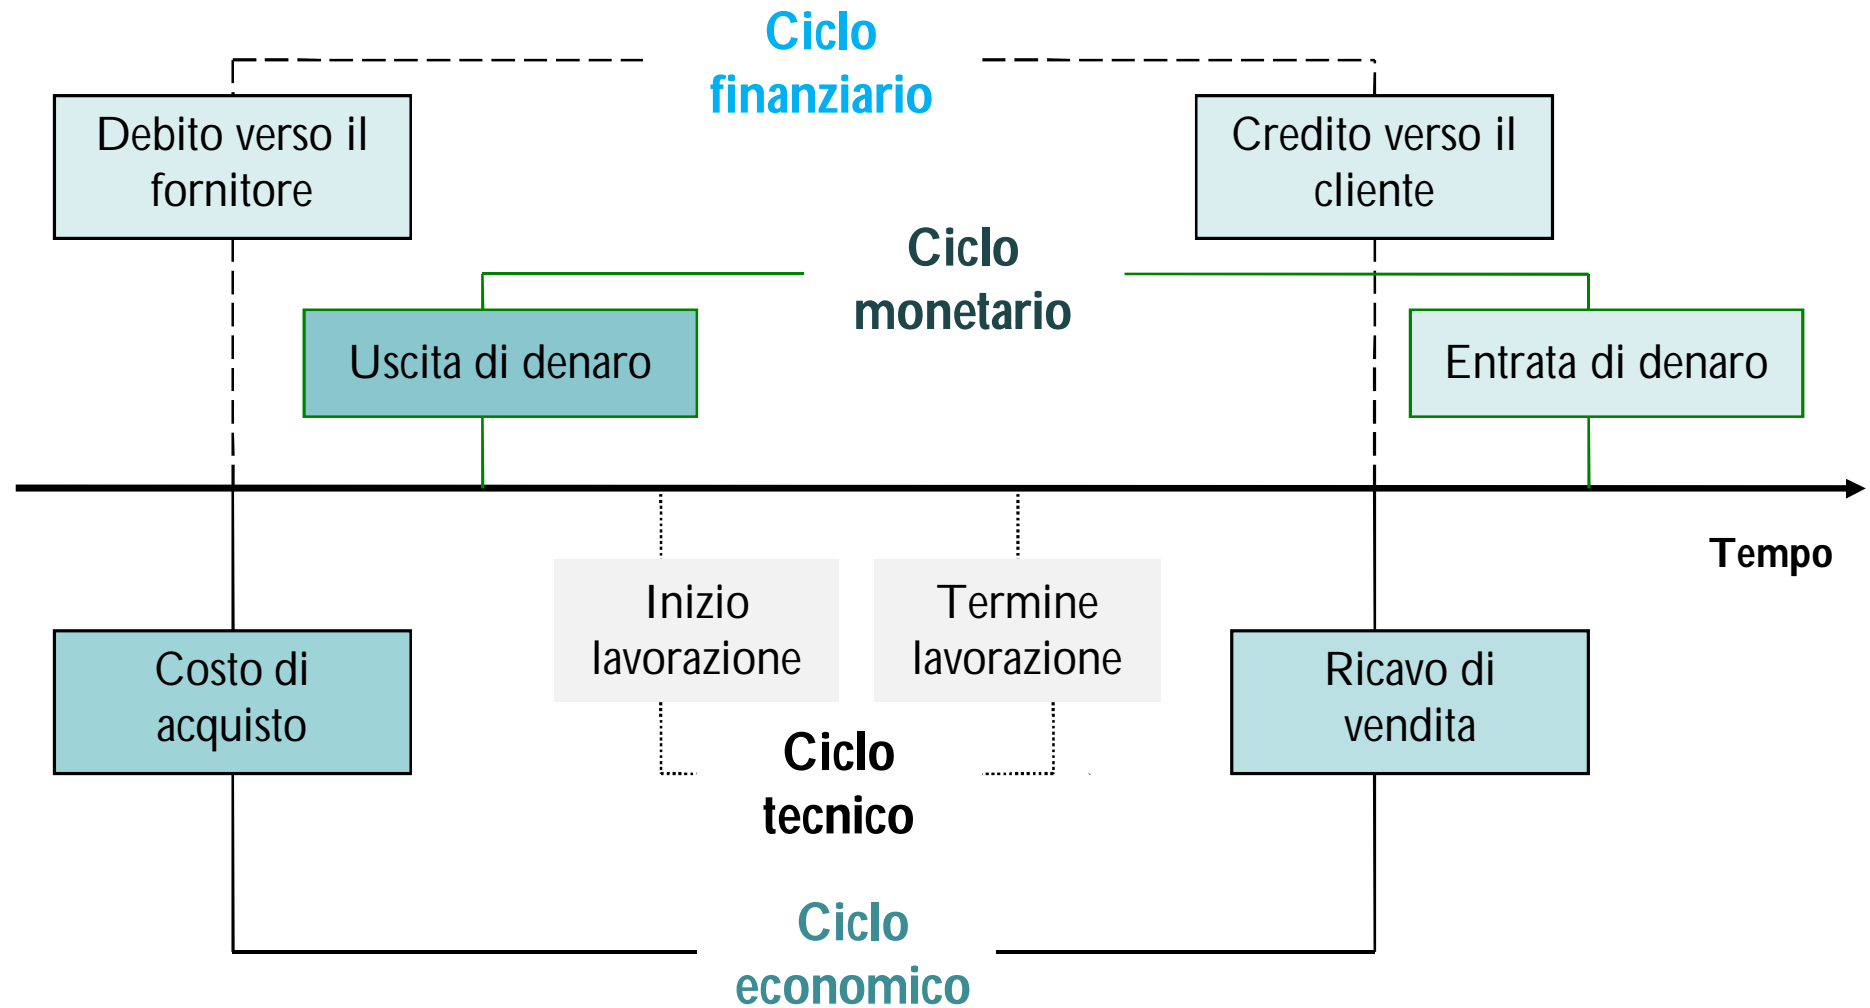 Ciclo
finanziario
Debito verso il
fornitore
Credito verso il
cliente
Ciclo
monetario
Uscita di denaro
Entrata di denaro
Tempo
Inizio
lavorazione
Termine
lavorazione
Costo di
acquisto
Ricavo di
vendita
Ciclo
tecnico
Ciclo
economico